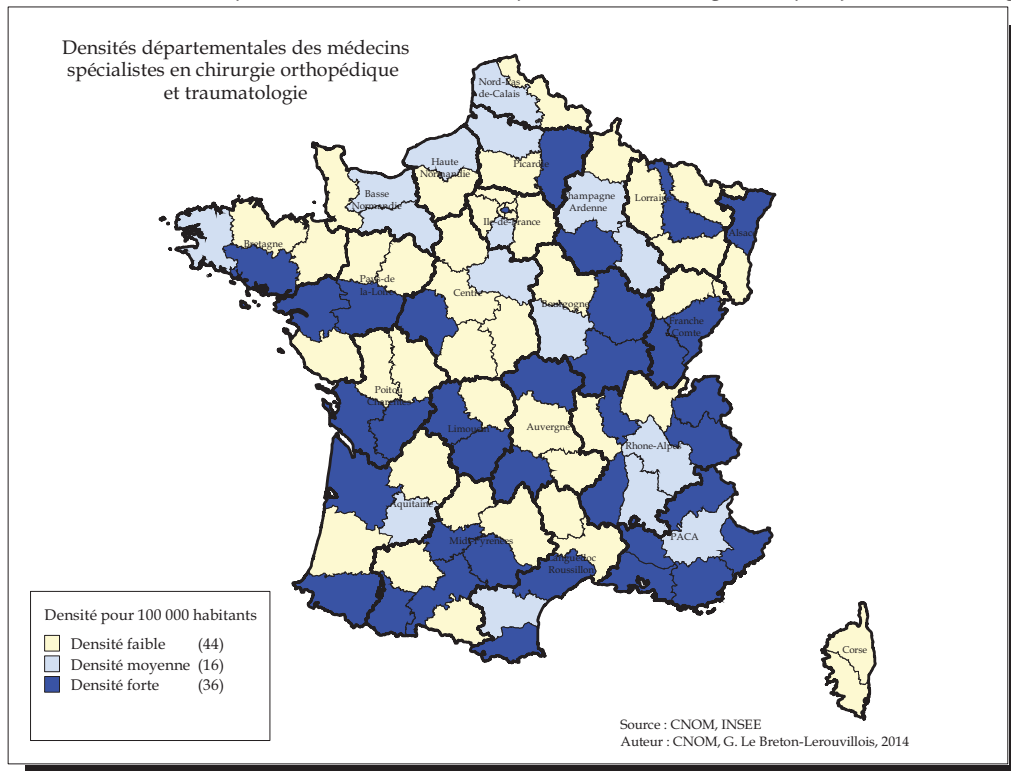 Densités départementales des médecins
spécialistes en chirurgie orthopédique
et traumatologie
Nord-Pas
de-Calais
Haute
Normandie
Picardie
Basse
Normandie
Champagne
Ardenne
Lorraine
Ile-de-France
Alsace
Bretagne
Pays-de
la-Loire
Centre
Bourgogne
Franche
Comte
Poitou
Charentes
Limousin
Auvergne
Rhone-Alpes
Aquitaine
Midi-Pyrenees
PACA
Languedoc
Roussillon
Corse
Densité pour 100 000 habitants
Densité faible (44)
Densité moyenne (16)
Densité forte (36)
Source : CNOM, INSEE
Auteur : CNOM, G. Le Breton-Lerouvillois, 2014